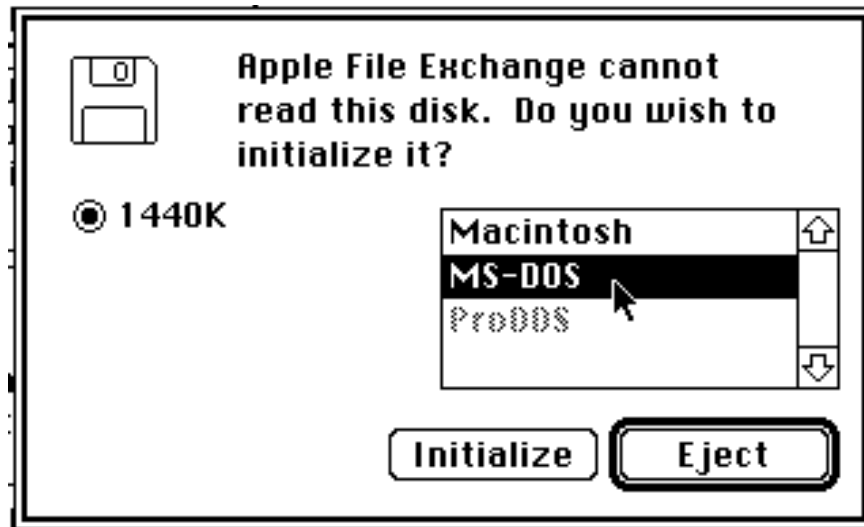 Apple File Exchange cannot
read this disk.  Do you wish to
initialize it?
1440K
Macintosh
MS-DOS
ProDOS
Initialize
Eject